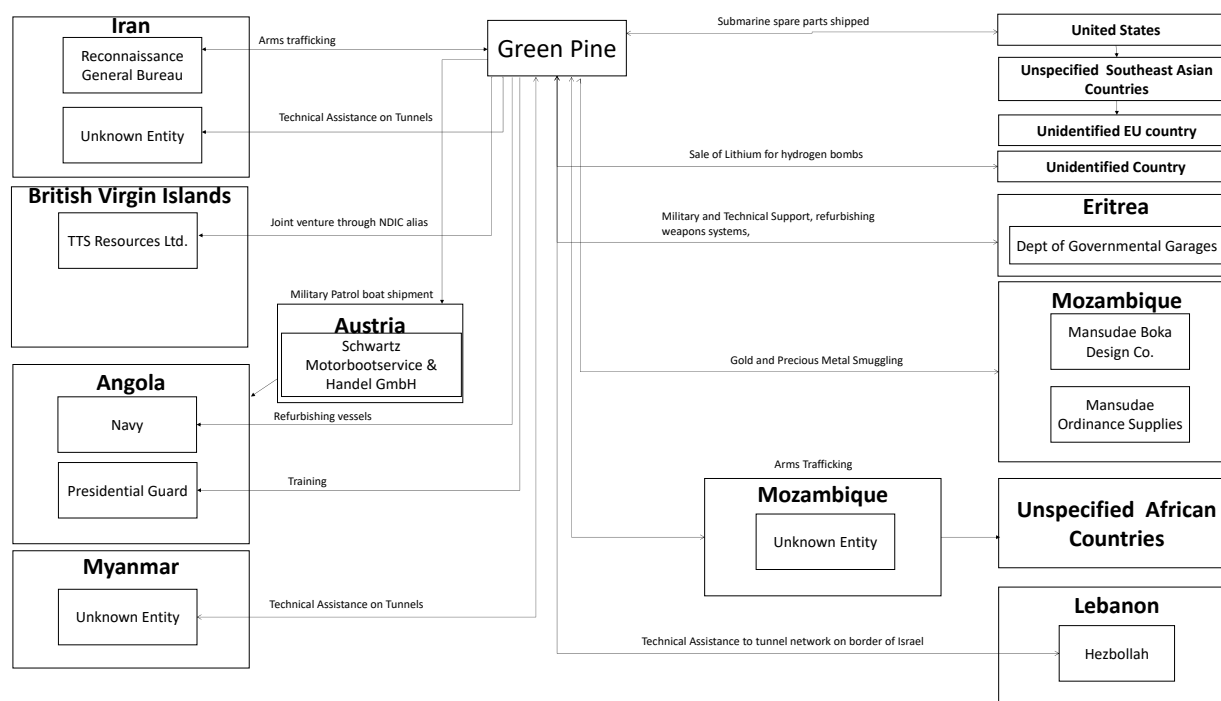 Iran
Reconnaissance
General Bureau
Unknown Entity
Arms trafficking
Technical Assistance on Tunnels
Green Pine
Submarine spare parts shipped
United States
Unspecified Southeast Asian
Countries
Unidentified EU country
Sale of Lithium for hydrogen bombs
Unidentified Country
British Virgin Islands
TTS Resources Ltd.
Joint venture through NDIC alias
Military and Technical Support, refurbishing
weapons systems,
Eritrea
Dept of Governmental Garages
Military Patrol boat shipment
Austria
Schwartz
Motorbootservice &
Handel GmbH
Mozambique
Mansudae Boka
Design Co.
Mansudae
Ordinance Supplies
Gold and Precious Metal Smuggling
Angola
Navy
Refurbishing vessels
Presidential Guard
Training
Arms Trafficking
Mozambique
Unknown Entity
Unspecified African
Countries
Myanmar
Unknown Entity
Technical Assistance on Tunnels
Technical Assistance to tunnel network on border of Israel
Lebanon
Hezbollah